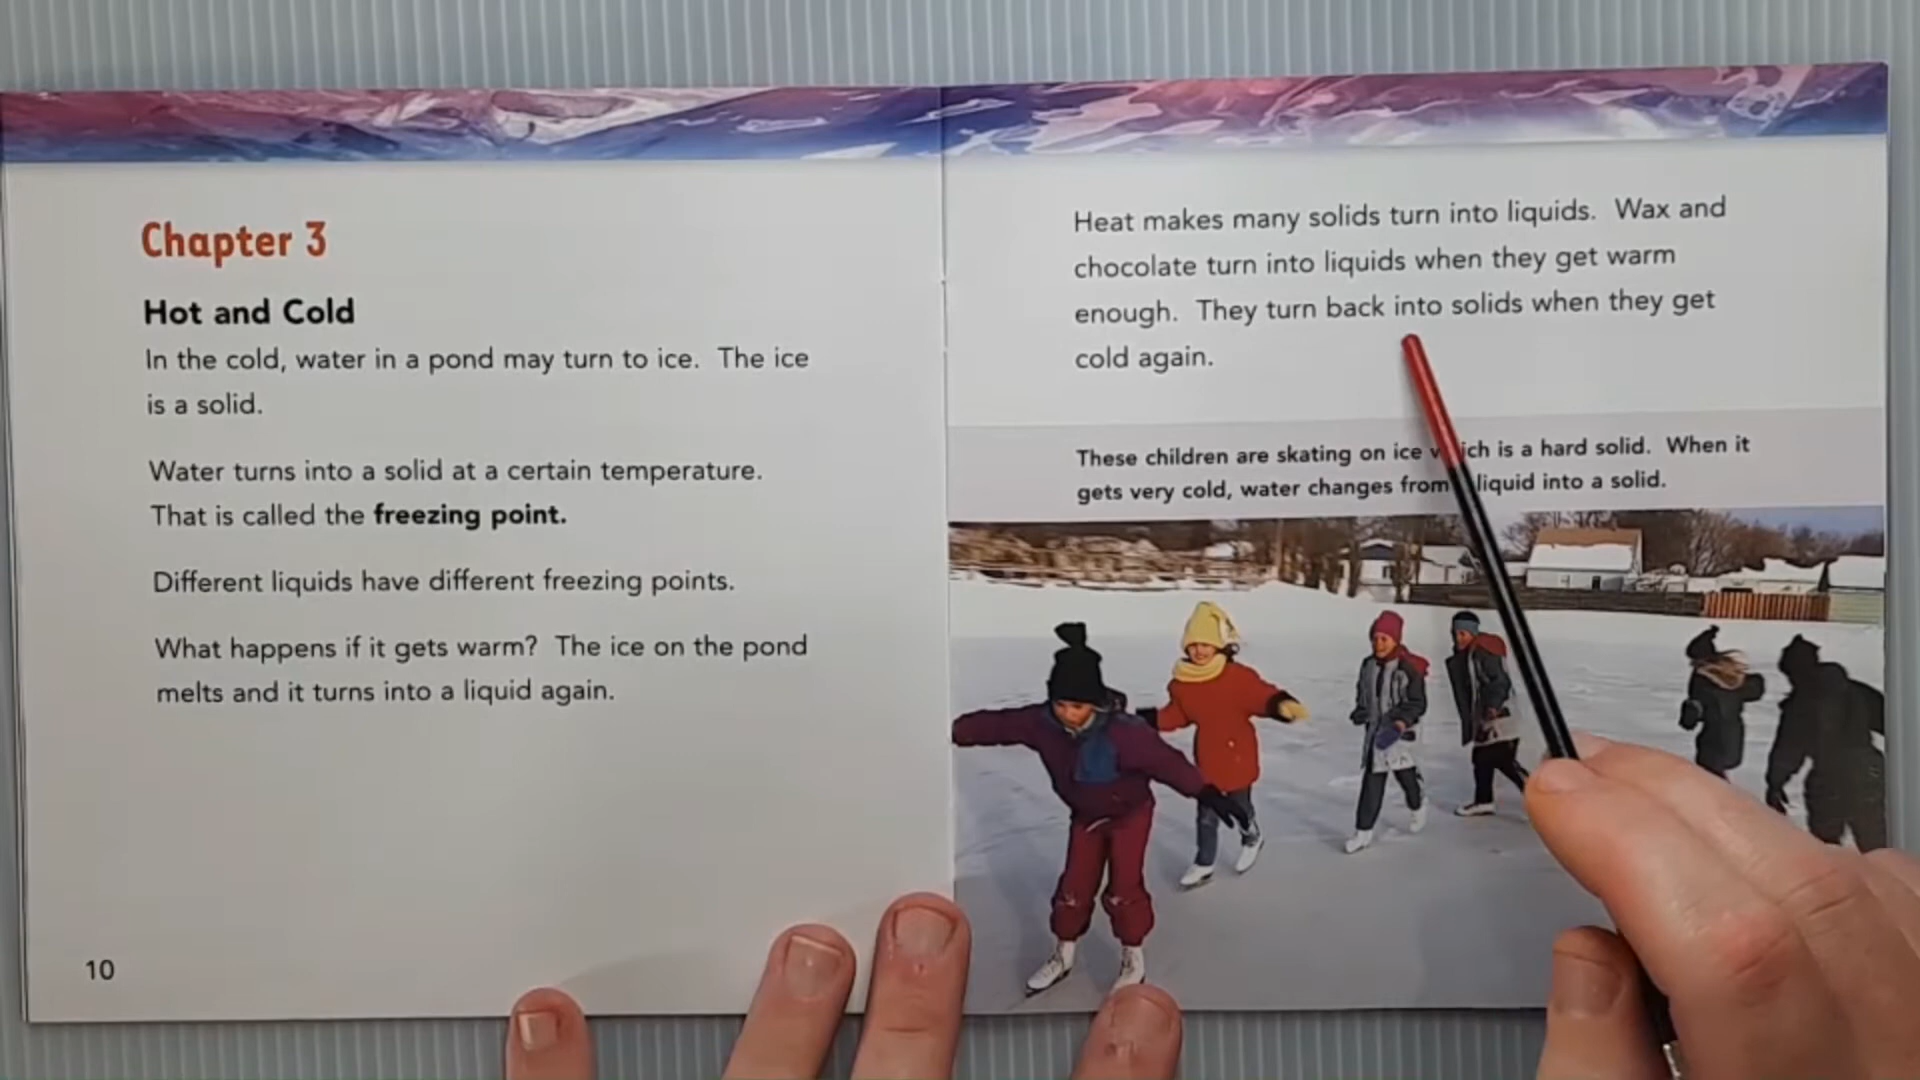 Chapter 3
Hot and Cold
In the cold, water in a pond may turn to ice. The ice
is a solid.
Water turns into a solid at a certain temperature.
That is called the freezing point.
Different liquids have different freezing points.
What happens if it gets warm? The ice on the pond
melts and it turns into a liquid again.
10
Heat makes many solids turn into liquids. Wax and
chocolate turn into liquids when they get warm
enough. They turn back into solids when they get
cold again.
These children are skating on ice which is a hard solid. When it
gets very cold, water changes from liquid into a solid.